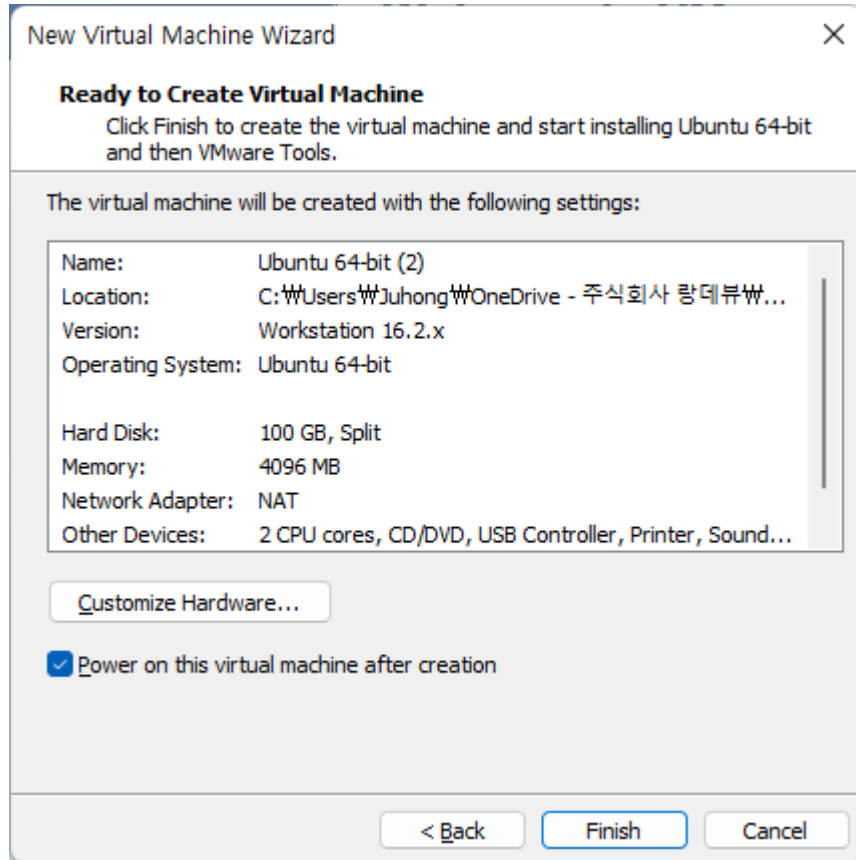 New Virtual Machine Wizard
Ready to Create Virtual Machine
Click Finish to create the virtual machine and start installing Ubuntu 64-bit
and then VMware Tools.
The virtual machine will be created with the following settings:
Name: Ubuntu 64-bit (2)
Location: C:₩Users₩Juhong₩OneDrive - 주식회사 랑데뷰₩...
Version: Workstation 16.2.x
Operating System: Ubuntu 64-bit
Hard Disk: 100 GB, Split
Memory: 4096 MB
Network Adapter: NAT
Other Devices: 2 CPU cores, CD/DVD, USB Controller, Printer, Sound...
Customize Hardware...
Power on this virtual machine after creation
< Back Finish Cancel